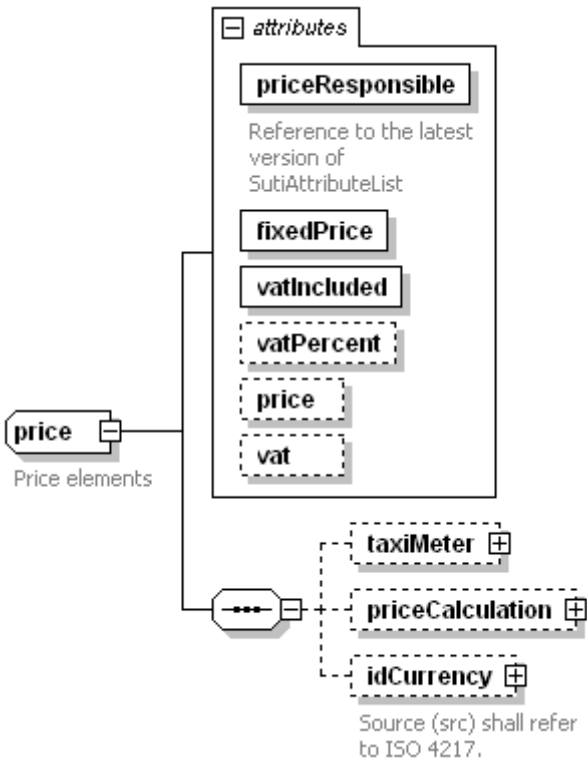 attributes
priceResponsible
Reference to the latest
version of
SutiAttributeList
fixedPrice
vatIncluded
vatPercent
price
vat
price
Price elements
taxiMeter
priceCalculation
idCurrency
Source (src) shall refer
to ISO 4217.